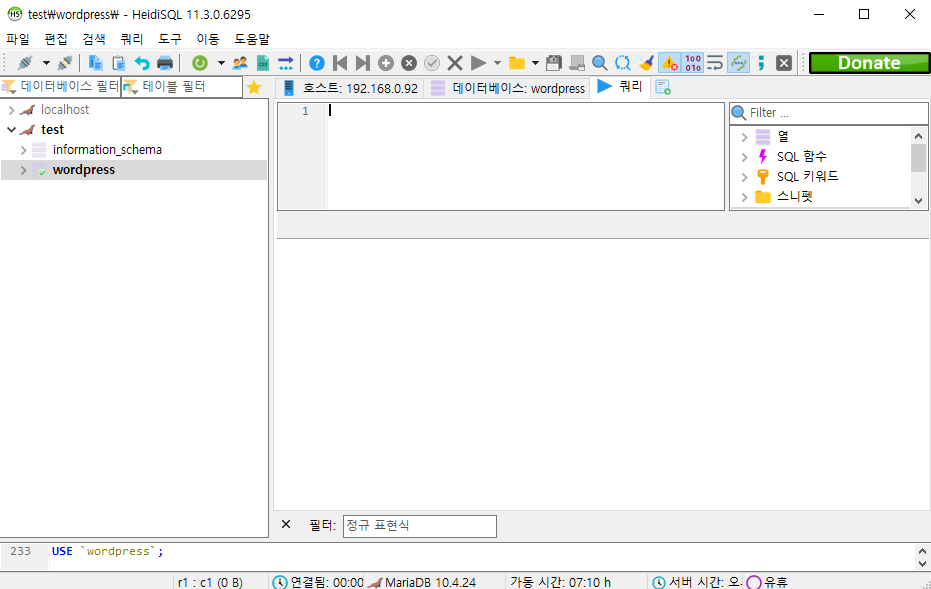 test₩wordpress₩ - HeidiSQL 11.3.0.6295
파일 편집 검색 쿼리 도구 이동 도움말
Donate
데이터베이스 필터 테이블 필터
호스트: 192.168.0.92 데이터베이스: wordpress 쿼리
localhost
test
information_schema
wordpress
1
Filter ...
열
SQL 함수
SQL 키워드
스니펫
필터: 정규 표현식
233 USE `wordpress`;
r1 : c1 (0 B) 연결됨: 00:00 MariaDB 10.4.24 가동 시간: 07:10 h 서버 시간: 오 유휴